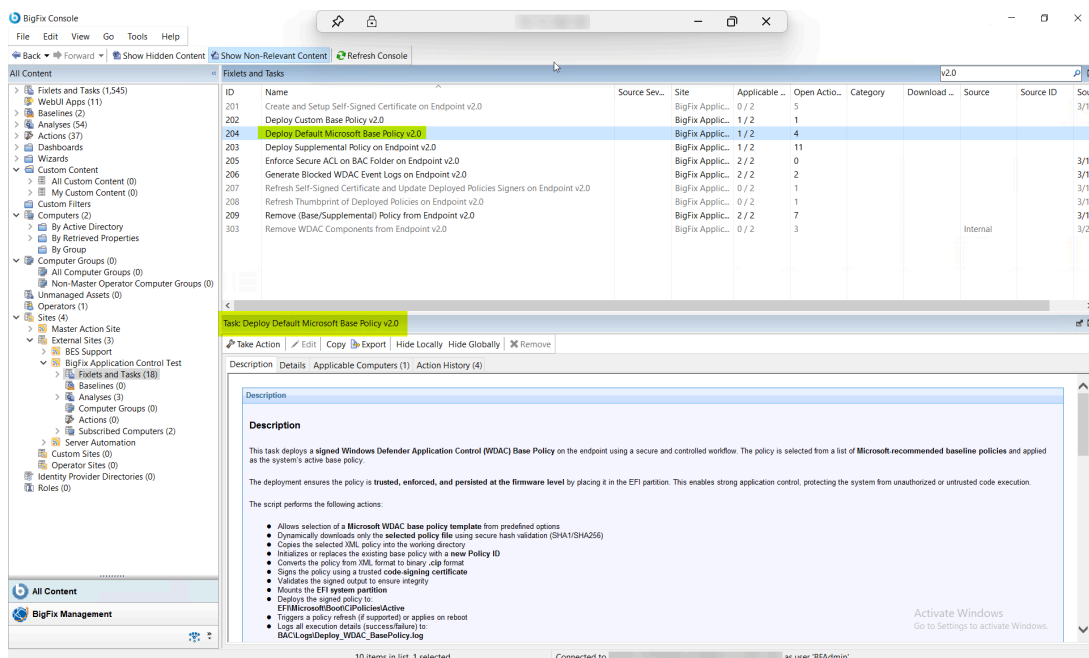 BigFix Console
File Edit View Go Tools Help
Back Forward Show Hidden Content Show Non-Relevant Content Refresh Console
All Content
Fixlets and Tasks (1,545)
WebUI Apps (11)
Baselines (2)
Analyses (54)
Actions (37)
Dashboards
Wizards
Custom Content
All Custom Content (0)
My Custom Content (0)
Custom Filters
Computers (2)
By Active Directory
By Retrieved Properties
By Group
Computer Groups (0)
All Computer Groups (0)
Non-Master Operator Computer Groups (0)
Unmanaged Assets (0)
Operators (1)
Sites (4)
Master Action Site
External Sites (3)
BES Support
BigFix Application Control Test
Fixlets and Tasks (18)
Baselines (0)
Analyses (3)
Computer Groups (0)
Actions (0)
Subscribed Computers (2)
Server Automation
Custom Sites (0)
Operator Sites (0)
Identity Provider Directories (0)
Roles (0)
All Content
BigFix Management
Fixlets and Tasks v2.0
ID Name Source Sev... Site Applicable ... Open Actio... Category Download ... Source Source ID Sou
201 Create and Setup Self-Signed Certificate on Endpoint v2.0 BigFix Applic... 0 / 2 5 3/1
202 Deploy Custom Base Policy v2.0 BigFix Applic... 1 / 2 1
204 Deploy Default Microsoft Base Policy v2.0 BigFix Applic... 1 / 2 4
203 Deploy Supplemental Policy on Endpoint v2.0 BigFix Applic... 1 / 2 11
205 Enforce Secure ACL on BAC Folder on Endpoint v2.0 BigFix Applic... 2 / 2 0 3/1
206 Generate Blocked WDAC Event Logs on Endpoint v2.0 BigFix Applic... 2 / 2 2 3/1
207 Refresh Self-Signed Certificate and Update Deployed Policies Signers on Endpoint v2.0 BigFix Applic... 0 / 2 1 3/1
208 Refresh Thumbprint of Deployed Policies on Endpoint v2.0 BigFix Applic... 0 / 2 1 3/1
209 Remove (Base/Supplemental) Policy from Endpoint v2.0 BigFix Applic... 2 / 2 7 3/1
303 Remove WDAC Components from Endpoint v2.0 BigFix Applic... 0 / 2 3 Internal 3/2
Task: Deploy Default Microsoft Base Policy v2.0
Take Action Edit Copy Export Hide Locally Hide Globally Remove
Description Details Applicable Computers (1) Action History (4)
Description
Description
This task deploys a signed Windows Defender Application Control (WDAC) Base Policy on the endpoint using a secure and controlled workflow. The policy is selected from a list of Microsoft-recommended baseline policies and applied
as the system's active base policy.
The deployment ensures the policy is trusted, enforced, and persisted at the firmware level by placing it in the EFI partition. This enables strong application control, protecting the system from unauthorized or untrusted code execution.
The script performs the following actions:
Allows selection of a Microsoft WDAC base policy template from predefined options
Dynamically downloads only the selected policy file using secure hash validation (SHA1/SHA256)
Copies the selected XML policy into the working directory
Initializes or replaces the existing base policy with a new Policy ID
Converts the policy from XML format to binary .cip format
Signs the policy using a trusted code-signing certificate
Validates the signed output to ensure integrity
Mounts the EFI system partition
Deploys the signed policy to:
EFI\Microsoft\Boot\CiPolicies\Active
Triggers a policy refresh (if supported) or applies on reboot
Logs all execution details (success/failure) to:
BAC\Logs\Deploy_WDAC_BasePolicy.log
Activate Windows
Go to Settings to activate Windows.
10 items in list, 1 selected. Connected to as user 'BFAdmin'